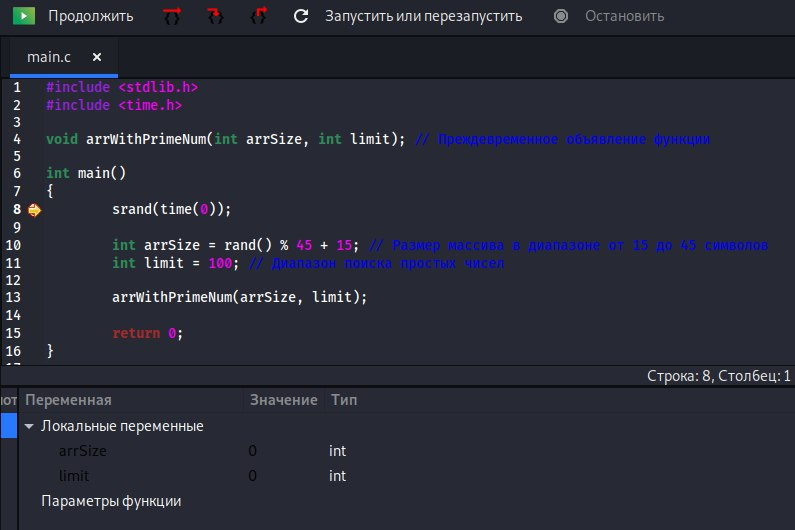 Продолжить Запустить или перезапустить Остановить
main.c ×
1 #include <stdlib.h>
2 #include <time.h>
3
4 void arrWithPrimeNum(int arrSize, int limit); // Преждевременное объявление функции
5
6 int main()
7 {
8 srand(time(0));
9
10 int arrSize = rand() % 45 + 15; // Размер массива в диапазоне от 15 до 45 символов
11 int limit = 100; // Диапазон поиска простых чисел
12
13 arrWithPrimeNum(arrSize, limit);
14
15 return 0;
16 }
Строка: 8, Столбец: 1
Переменная Значение Тип
Локальные переменные
arrSize 0 int
limit 0 int
Параметры функции